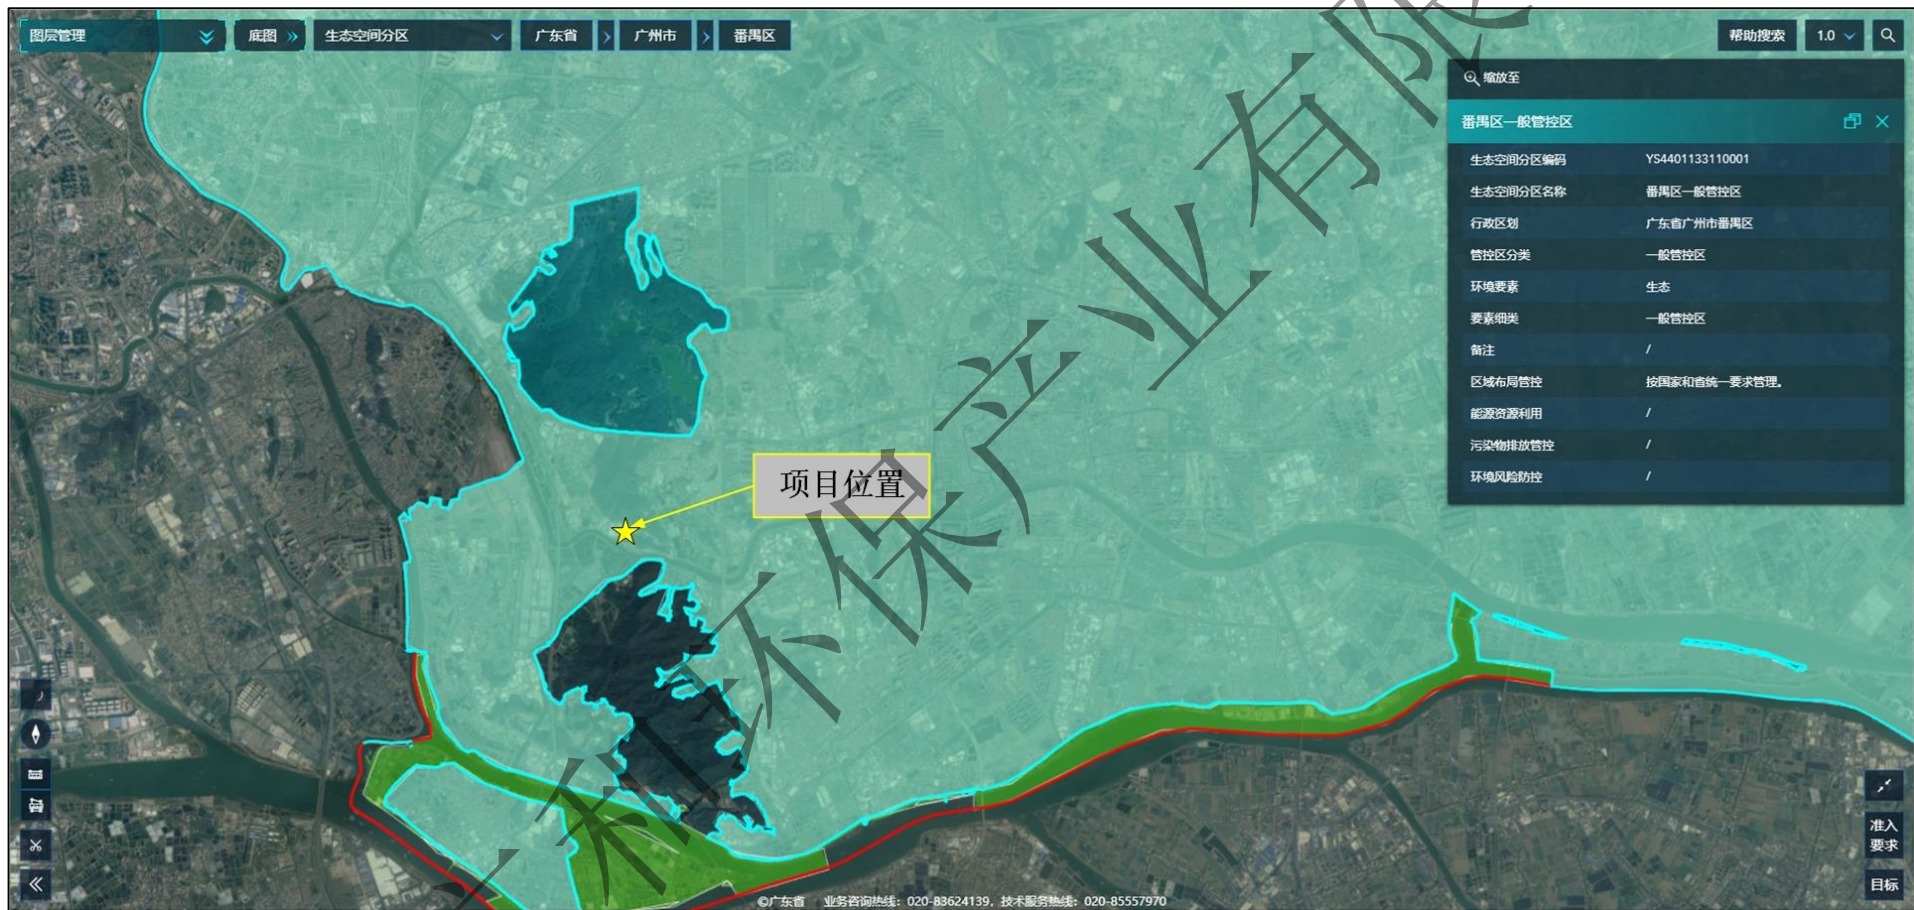 图层管理
底图
生态空间分区
广东省
广州市
番禺区
帮助搜索
1.0
缩放至
番禺区一般管控区
生态空间分区编码 YS4401133110001
生态空间分区名称 番禺区一般管控区
行政区划 广东省广州市番禺区
管控区分类 一般管控区
环境要素 生态
要素细类 一般管控区
备注 /
区域布局管控 按国家和省统一要求管理。
能源资源利用 /
污染物排放管控 /
环境风险防控 /
项目位置
准入
要求
目标
©广东省 业务咨询热线：020-83624139，技术服务热线：020-85557970
科环保产业有限